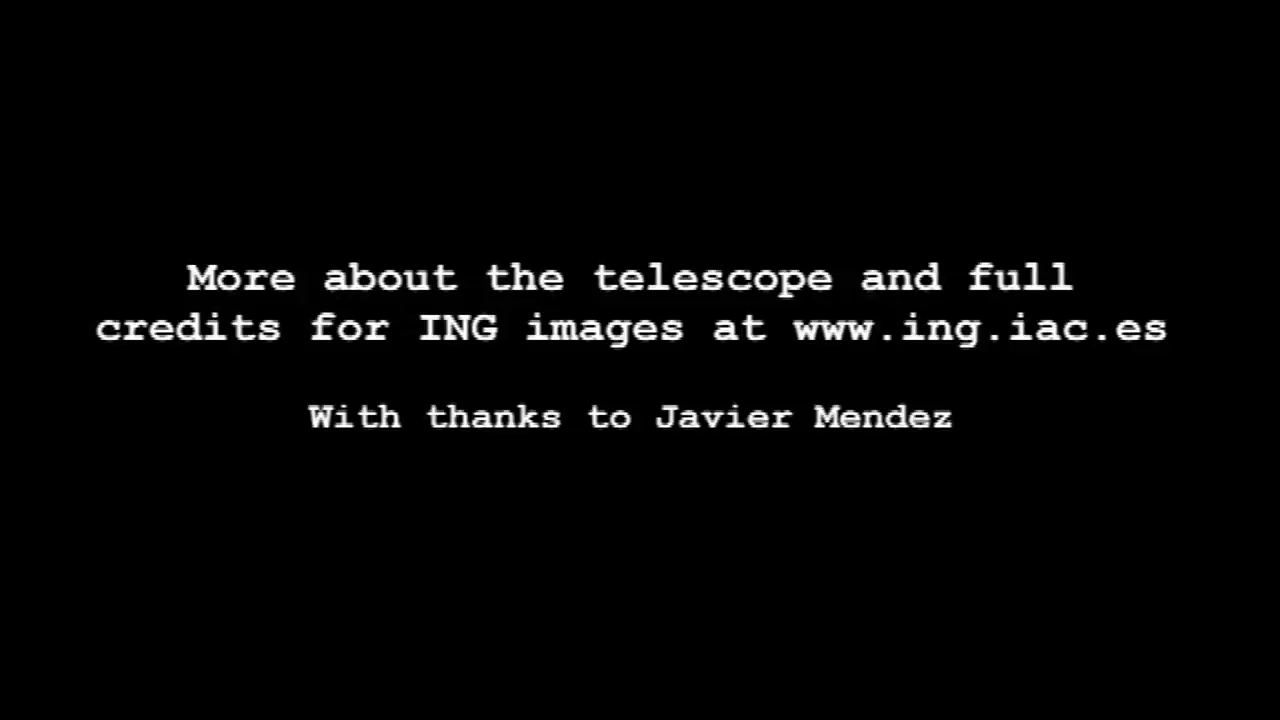 More about the telescope and full
credits for ING images at www.ing.iac.es
With thanks to Javier Mendez